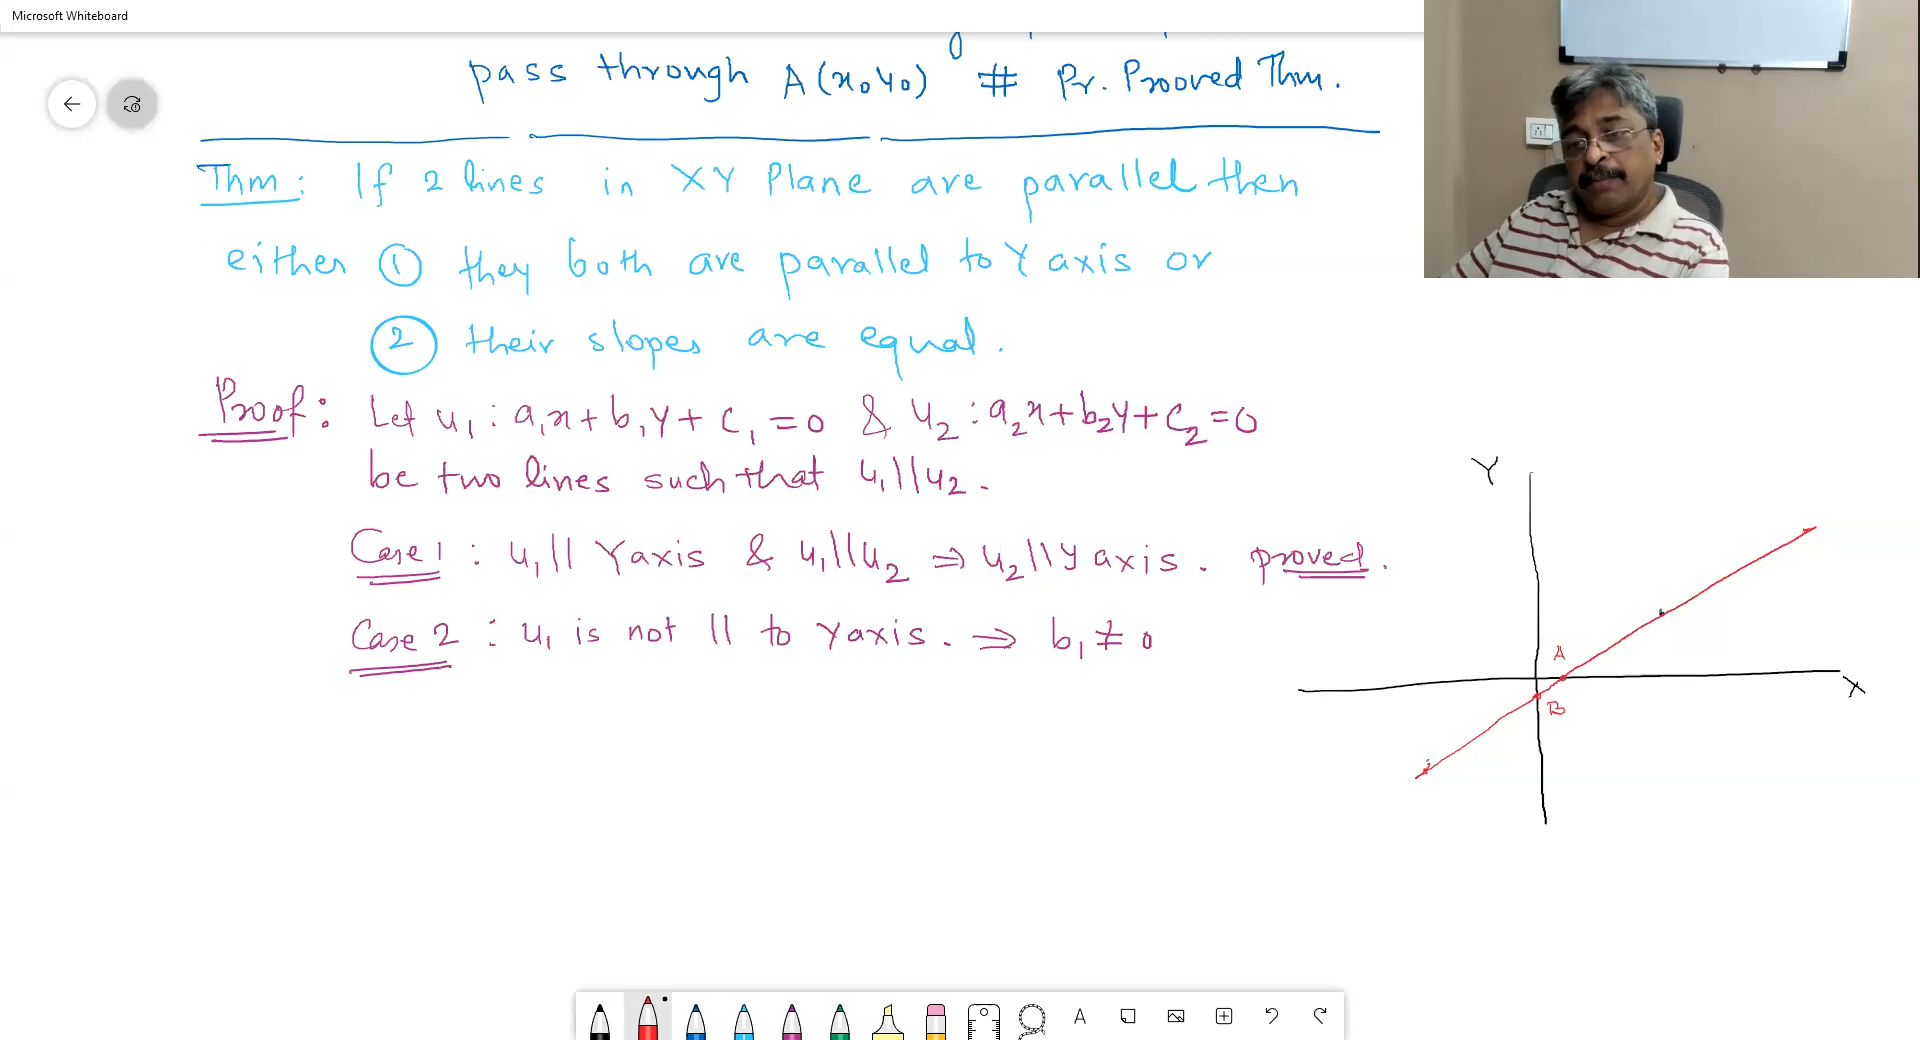 Microsoft Whiteboard
pass through A(x₀y₀) # Pr. Prooved Thm.
Thm: If 2 lines in XY Plane are parallel then
either ① they both are parallel to Y axis or
② their slopes are equal.
Proof: Let u₁: a₁x+b₁y+c₁=0 & u₂: a₂x+b₂y+c₂=0
be two lines such that u₁||u₂.
Case 1: u₁|| Y axis & u₁||u₂ ⇒ u₂||y axis. proved.
Case 2: u₁ is not || to Y axis. ⇒ b₁ ≠ 0
Y
A
X
B